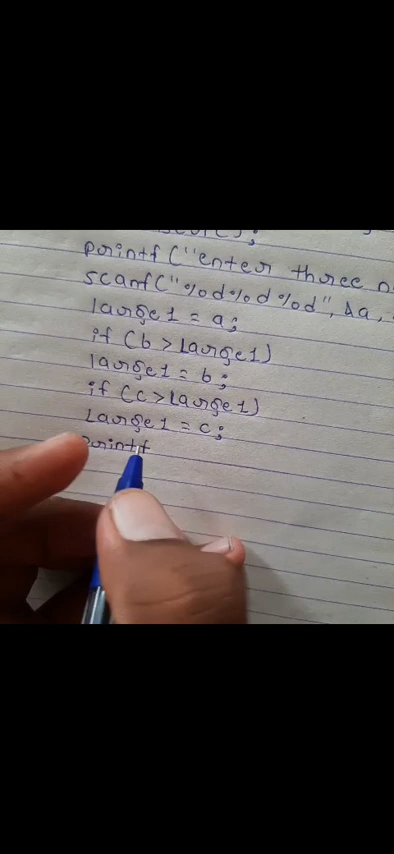 printf ("enter three n
scanf("%d%d%d", &a,
large1 = a;
if (b > Large1)
large1 = b;
if (c > Large1)
Large1 = c;
printf